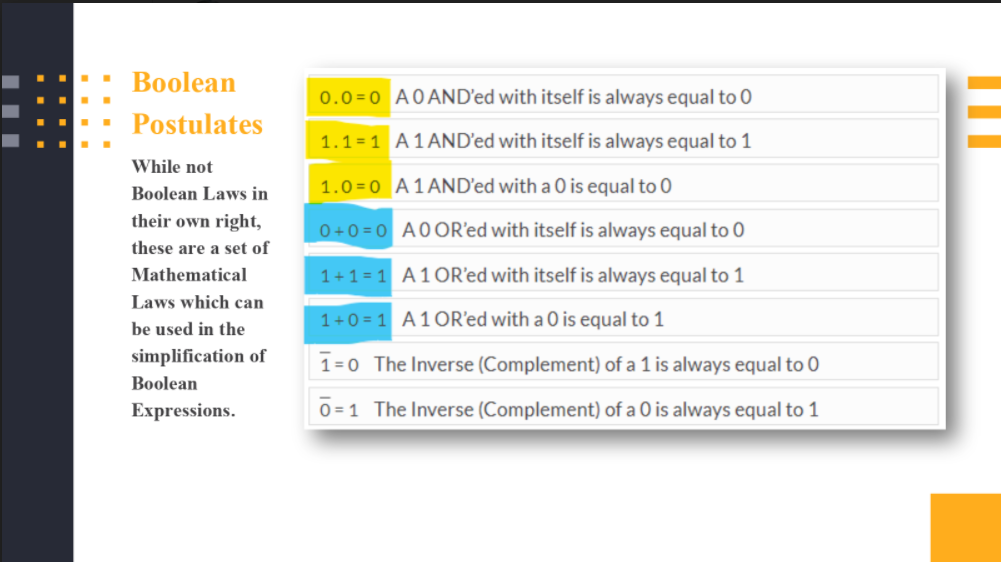 Boolean
Postulates
While not
Boolean Laws in
their own right,
these are a set of
Mathematical
Laws which can
be used in the
simplification of
Boolean
Expressions.
0 . 0 = 0 A 0 AND'ed with itself is always equal to 0
1 . 1 = 1 A 1 AND'ed with itself is always equal to 1
1 . 0 = 0 A 1 AND'ed with a 0 is equal to 0
0 + 0 = 0 A 0 OR'ed with itself is always equal to 0
1 + 1 = 1 A 1 OR'ed with itself is always equal to 1
1 + 0 = 1 A 1 OR'ed with a 0 is equal to 1
1̅ = 0 The Inverse (Complement) of a 1 is always equal to 0
0̅ = 1 The Inverse (Complement) of a 0 is always equal to 1